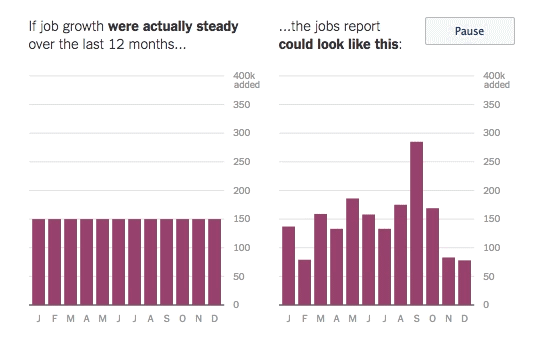 If job growth were actually steady
over the last 12 months...
...the jobs report
could look like this:
Pause
400k
added
350
300
250
200
150
100
50
0
J F M A M J J A S O N D
400k
added
350
300
250
200
150
100
50
0
J F M A M J J A S O N D